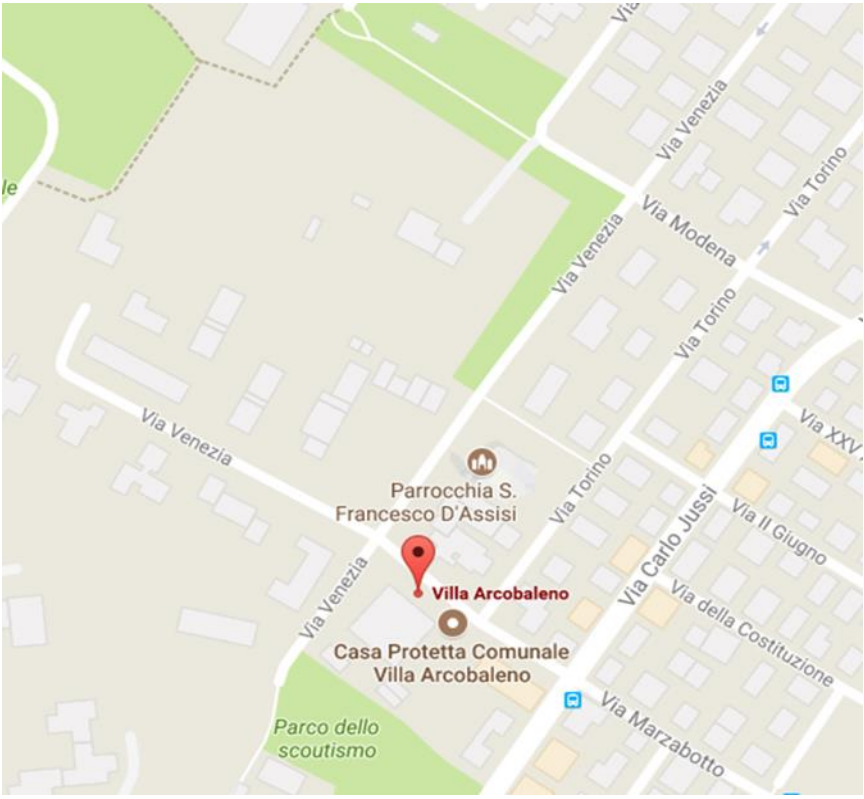 Via Venezia
Via Torino
le
Via Modena
Via Venezia
Via Torino
Via Venezia
Via XXV
Parrocchia S.
Francesco D'Assisi
Via Torino
Via II Giugno
Via Carlo Jussi
Via Venezia
Villa Arcobaleno
Via della Costituzione
Casa Protetta Comunale
Villa Arcobaleno
Via Marzabotto
Parco dello
scoutismo